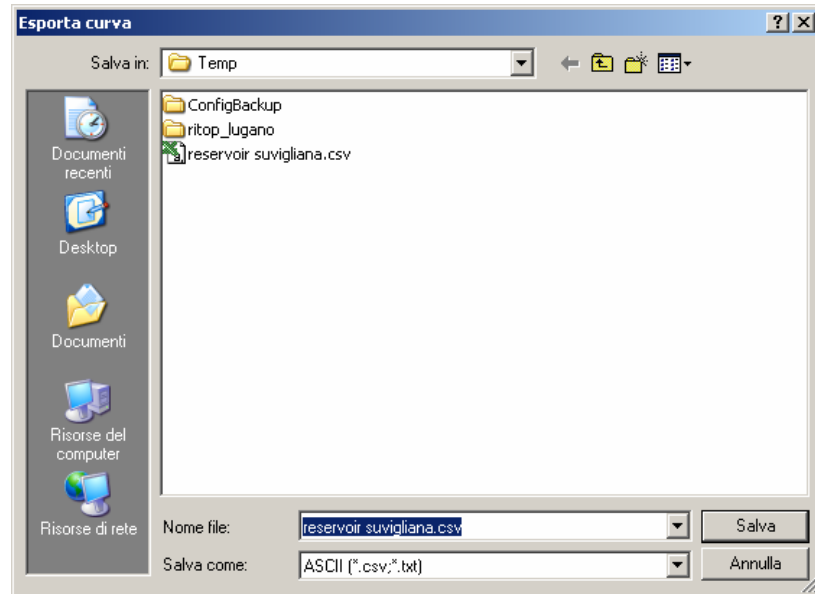 Esporta curva
Salva in: Temp
ConfigBackup
ritop_lugano
reservoir suvigliana.csv
Documenti
recenti
Desktop
Documenti
Risorse del
computer
Risorse di rete
Nome file: reservoir suvigliana.csv Salva
Salva come: ASCII (*.csv;*.txt) Annulla